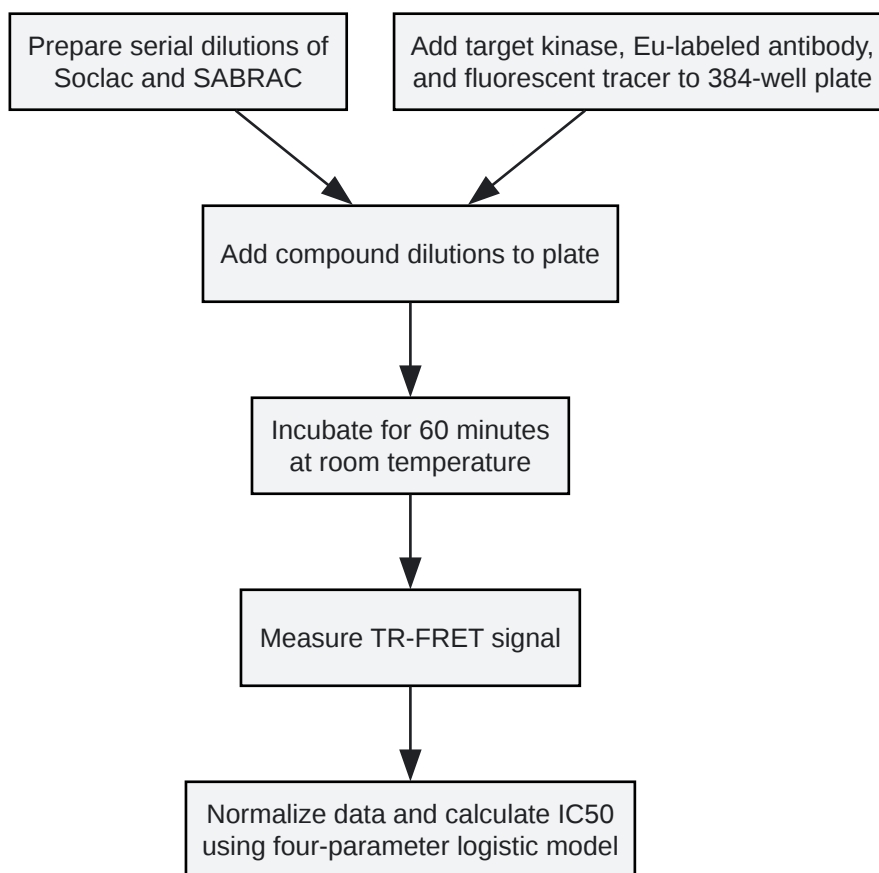 Prepare serial dilutions of
Soclac and SABRAC
Add target kinase, Eu-labeled antibody,
and fluorescent tracer to 384-well plate
Add compound dilutions to plate
Incubate for 60 minutes
at room temperature
Measure TR-FRET signal
Normalize data and calculate IC50
using four-parameter logistic model